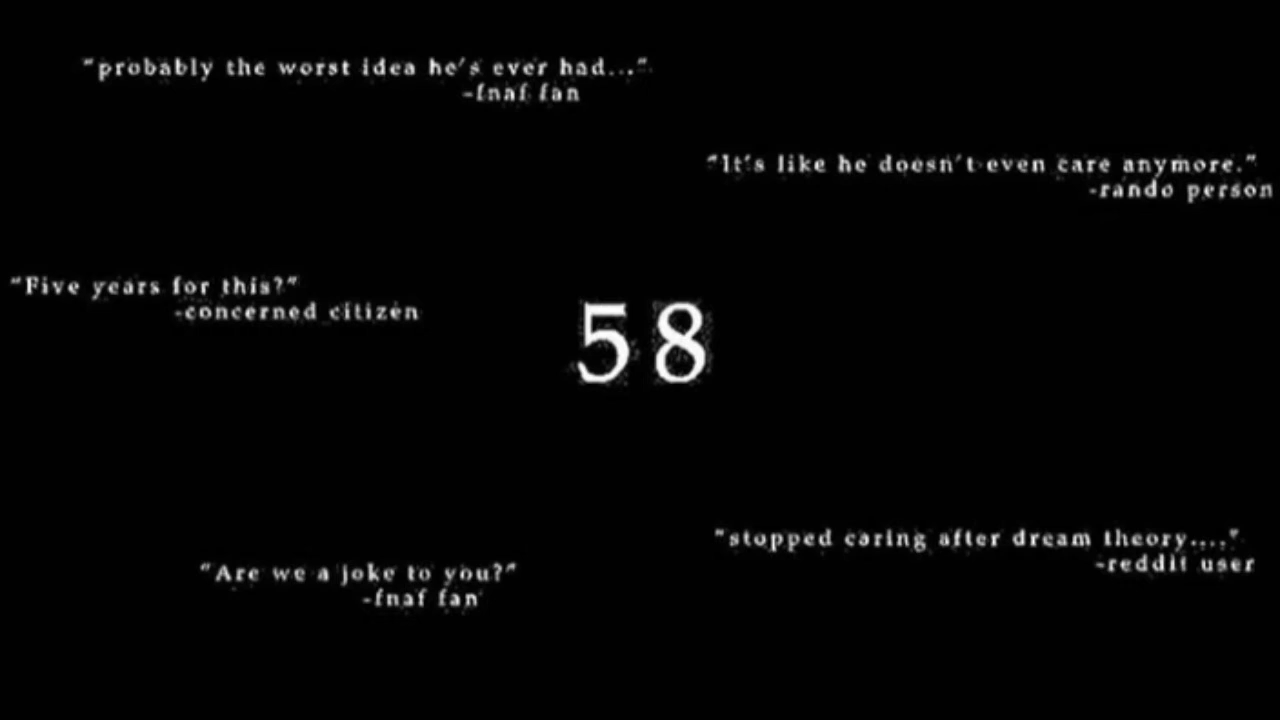 "probably the worst idea he's ever had..."
-fnaf fan
"It's like he doesn't even care anymore."
-rando person
"Five years for this?"
-concerned citizen
58
"stopped caring after dream theory...."
-reddit user
"Are we a joke to you?"
-fnaf fan